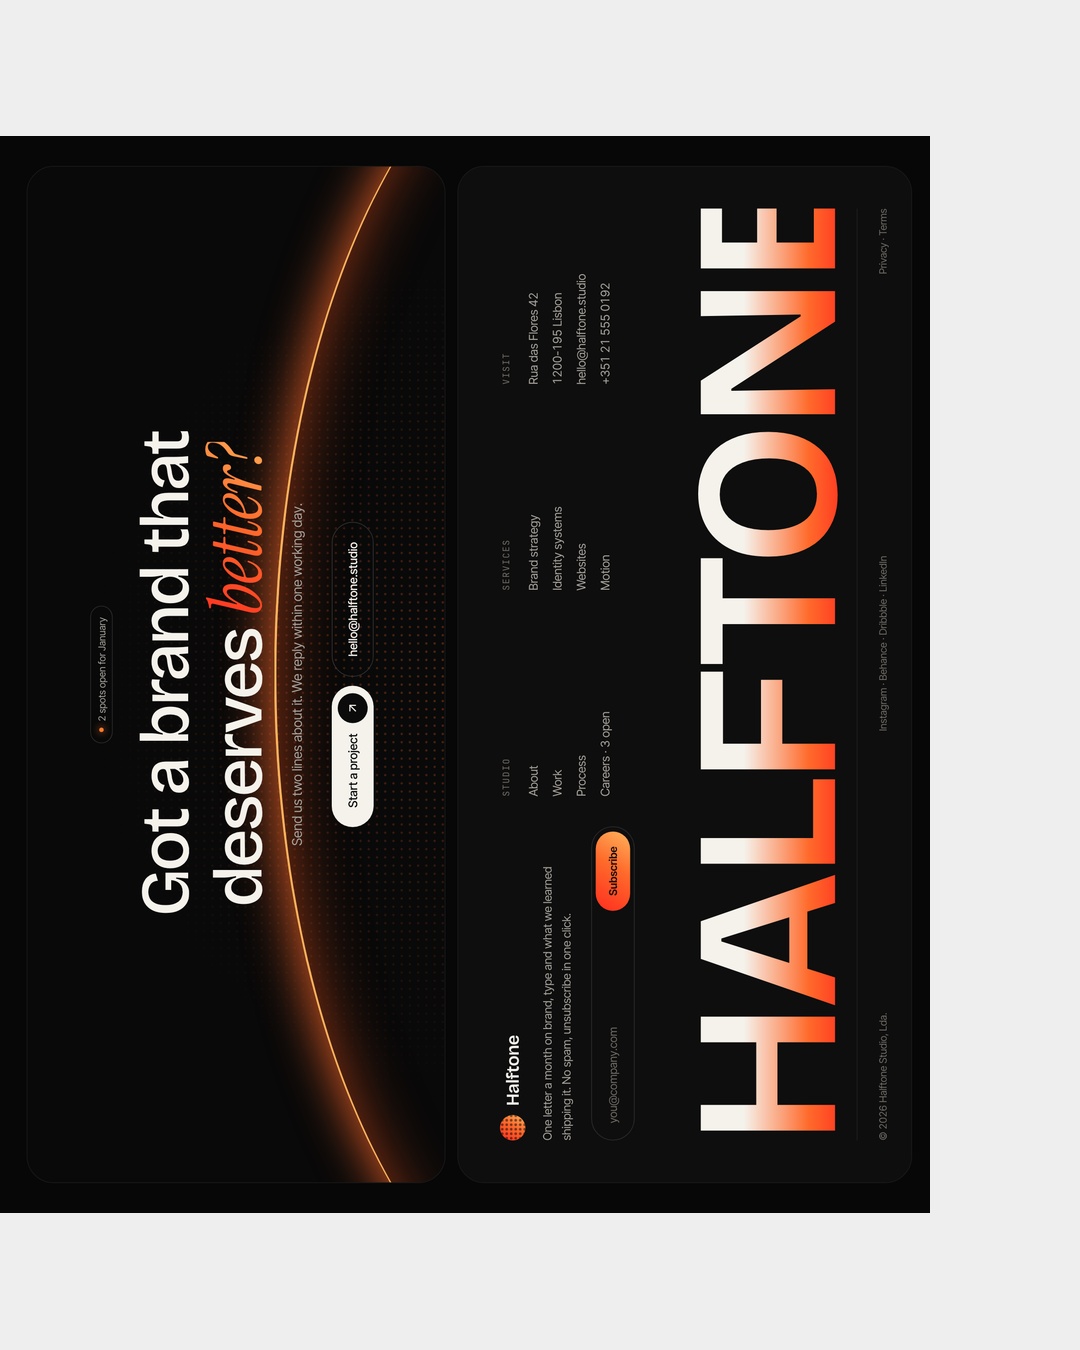 2 spots open for January
Got a brand that
deserves better?
Send us two lines about it. We reply within one working day.
Start a project
hello@halftone.studio
Halftone
One letter a month on brand, type and what we learned
shipping it. No spam, unsubscribe in one click.
you@company.com
Subscribe
STUDIO
About
Work
Process
Careers · 3 open
SERVICES
Brand strategy
Identity systems
Websites
Motion
VISIT
Rua das Flores 42
1200-195 Lisbon
hello@halftone.studio
+351 21 555 0192
HALFTONE
© 2026 Halftone Studio, Lda.
Instagram · Behance · Dribbble · LinkedIn
Privacy · Terms